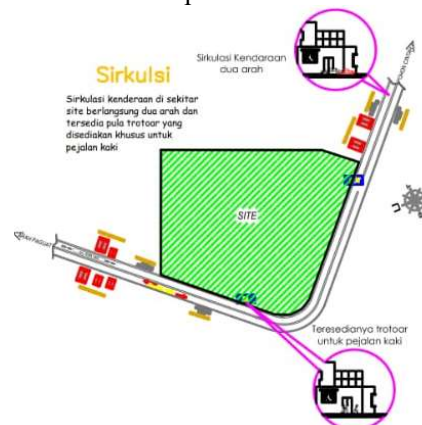 Sirkulasi Kendaraan
dua arah
Sirkulsi
Sirkulasi kenderaan di sekitar
site berlangsung dua arah dan
tersedia pula trotoar yang
disediakan khusus untuk
pejalan kaki
SITE
Teresedianya trotoar
untuk pejalan kaki